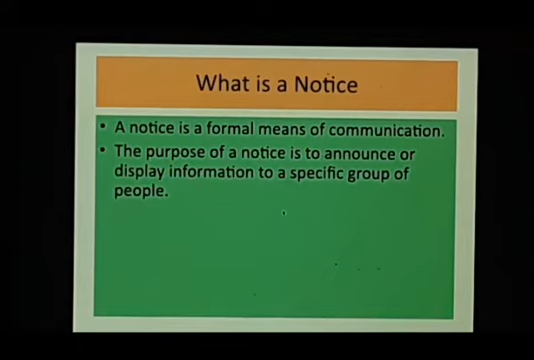 What is a Notice
• A notice is a formal means of communication.
• The purpose of a notice is to announce or
display information to a specific group of
people.